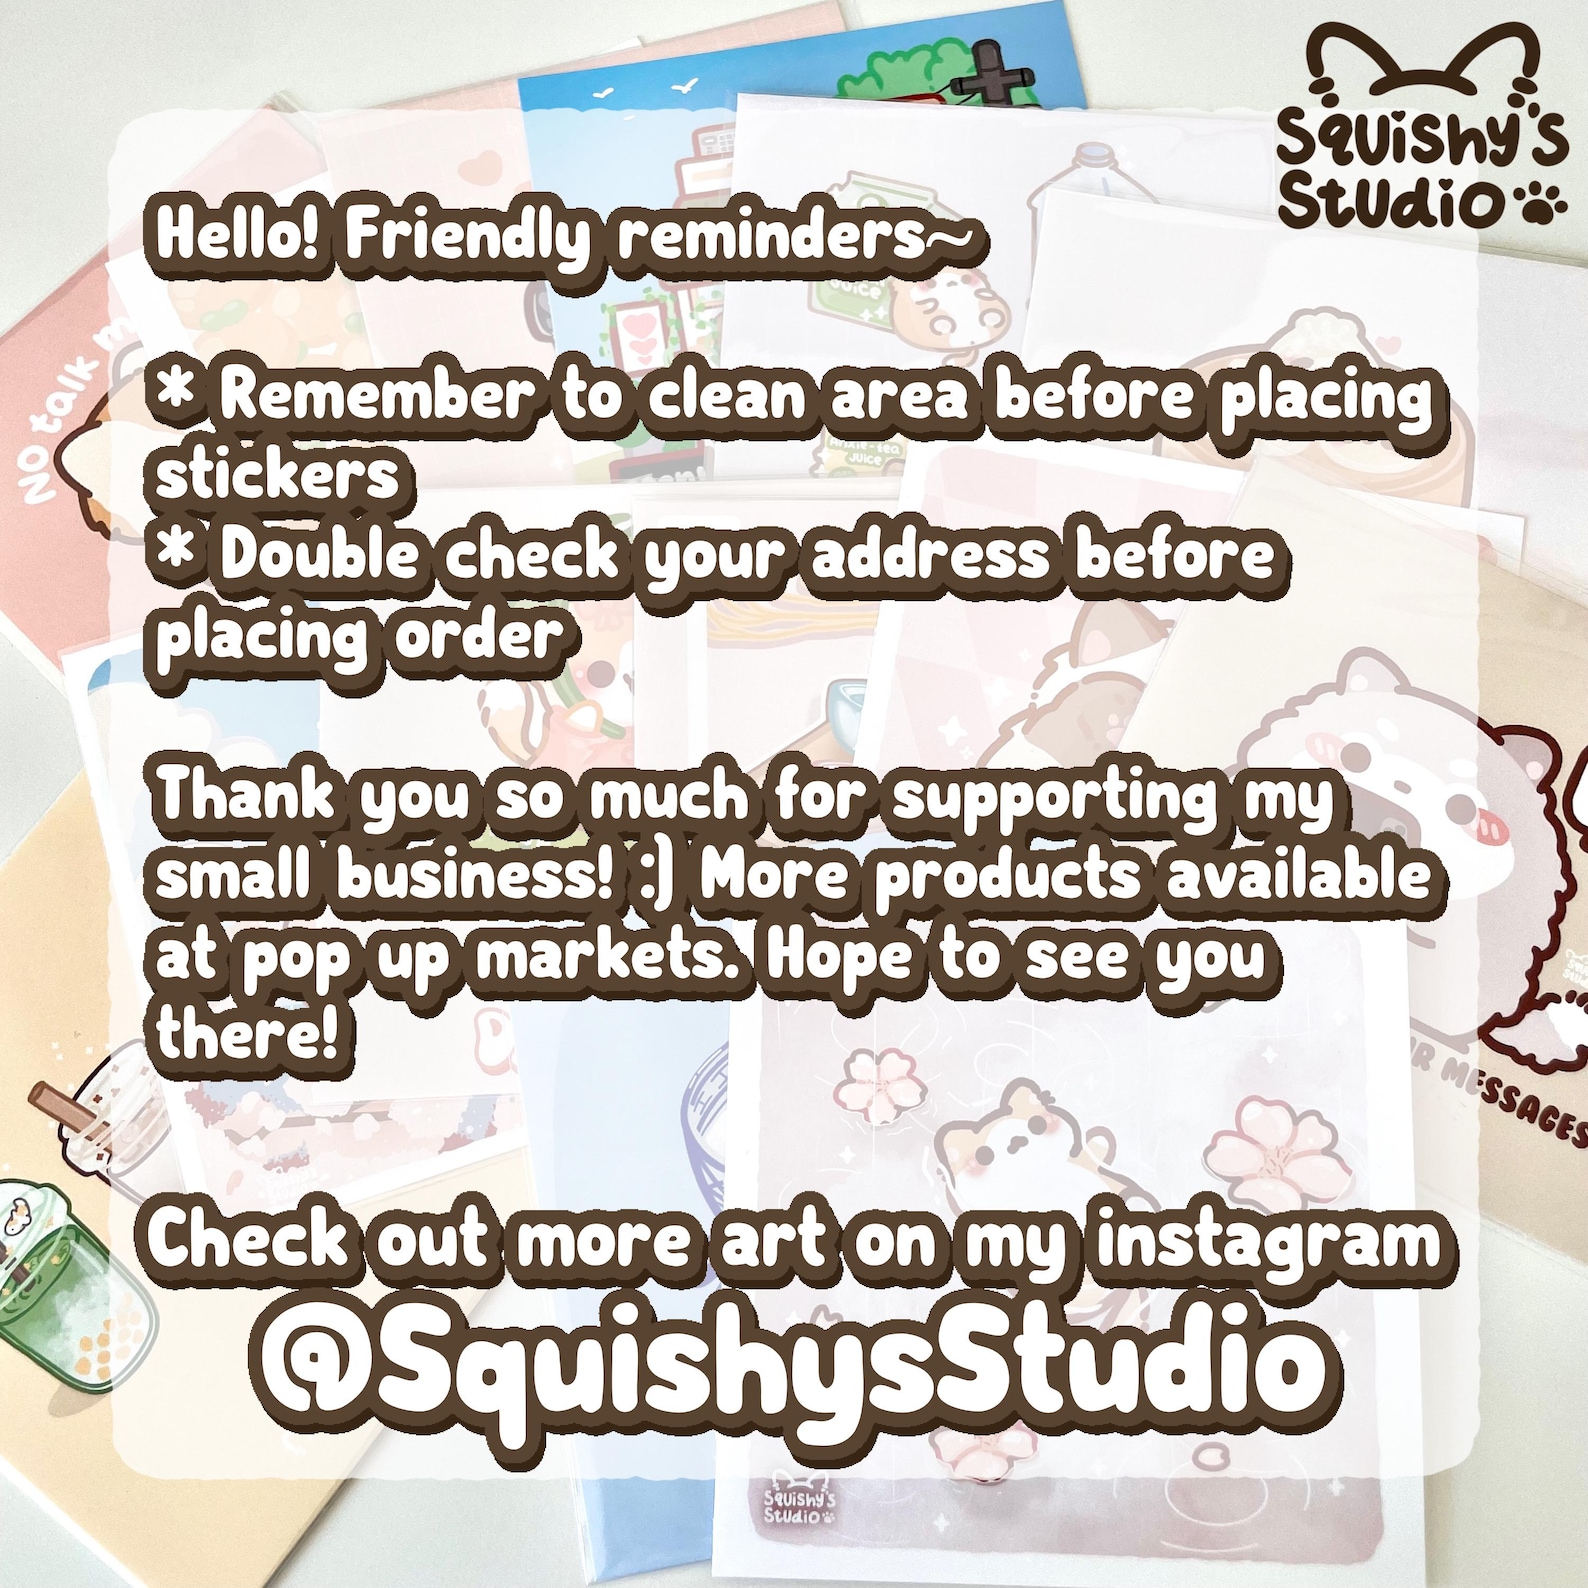 Squishy's
Studio
Hello! Friendly reminders~
* Remember to clean area before placing
stickers
* Double check your address before
placing order
Thank you so much for supporting my
small business! :) More products available
at pop up markets. Hope to see you
there!
Check out more art on my instagram
@SquishysStudio
No talk m
Juice
tea
Juice
R MESSAGES
Squishy's
Studio